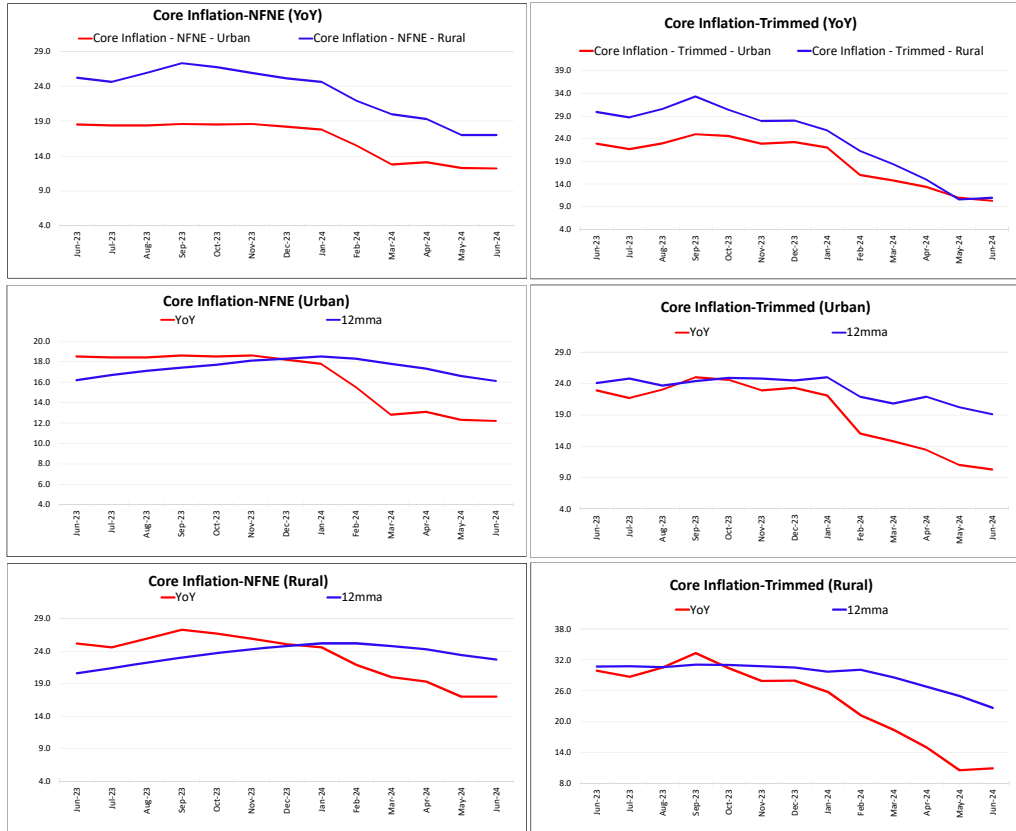 Core Inflation-NFNE (YoY)
Core Inflation - NFNE - Urban Core Inflation - NFNE - Rural
29.0
24.0
19.0
14.0
9.0
4.0
Jun-23 Jul-23 Aug-23 Sep-23 Oct-23 Nov-23 Dec-23 Jan-24 Feb-24 Mar-24 Apr-24 May-24 Jun-24
Core Inflation-Trimmed (YoY)
Core Inflation - Trimmed - Urban Core Inflation - Trimmed - Rural
39.0
34.0
29.0
24.0
19.0
14.0
9.0
4.0
Jun-23 Jul-23 Aug-23 Sep-23 Oct-23 Nov-23 Dec-23 Jan-24 Feb-24 Mar-24 Apr-24 May-24 Jun-24
Core Inflation-NFNE (Urban)
YoY 12mma
20.0
18.0
16.0
14.0
12.0
10.0
8.0
6.0
4.0
Jun-23 Jul-23 Aug-23 Sep-23 Oct-23 Nov-23 Dec-23 Jan-24 Feb-24 Mar-24 Apr-24 May-24 Jun-24
Core Inflation-Trimmed (Urban)
YoY 12mma
29.0
24.0
19.0
14.0
9.0
4.0
Jun-23 Jul-23 Aug-23 Sep-23 Oct-23 Nov-23 Dec-23 Jan-24 Feb-24 Mar-24 Apr-24 May-24 Jun-24
Core Inflation-NFNE (Rural)
YoY 12mma
29.0
24.0
19.0
14.0
9.0
4.0
Jun-23 Jul-23 Aug-23 Sep-23 Oct-23 Nov-23 Dec-23 Jan-24 Feb-24 Mar-24 Apr-24 May-24 Jun-24
Core Inflation-Trimmed (Rural)
YoY 12mma
38.0
32.0
26.0
20.0
14.0
8.0
Jun-23 Jul-23 Aug-23 Sep-23 Oct-23 Nov-23 Dec-23 Jan-24 Feb-24 Mar-24 Apr-24 May-24 Jun-24